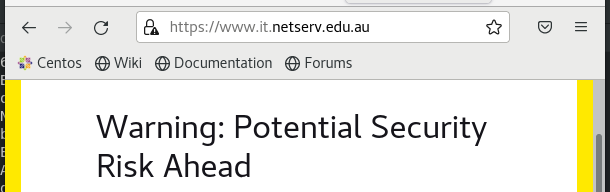 https://www.it.netserv.edu.au
Centos Wiki Documentation Forums
Warning: Potential Security
Risk Ahead